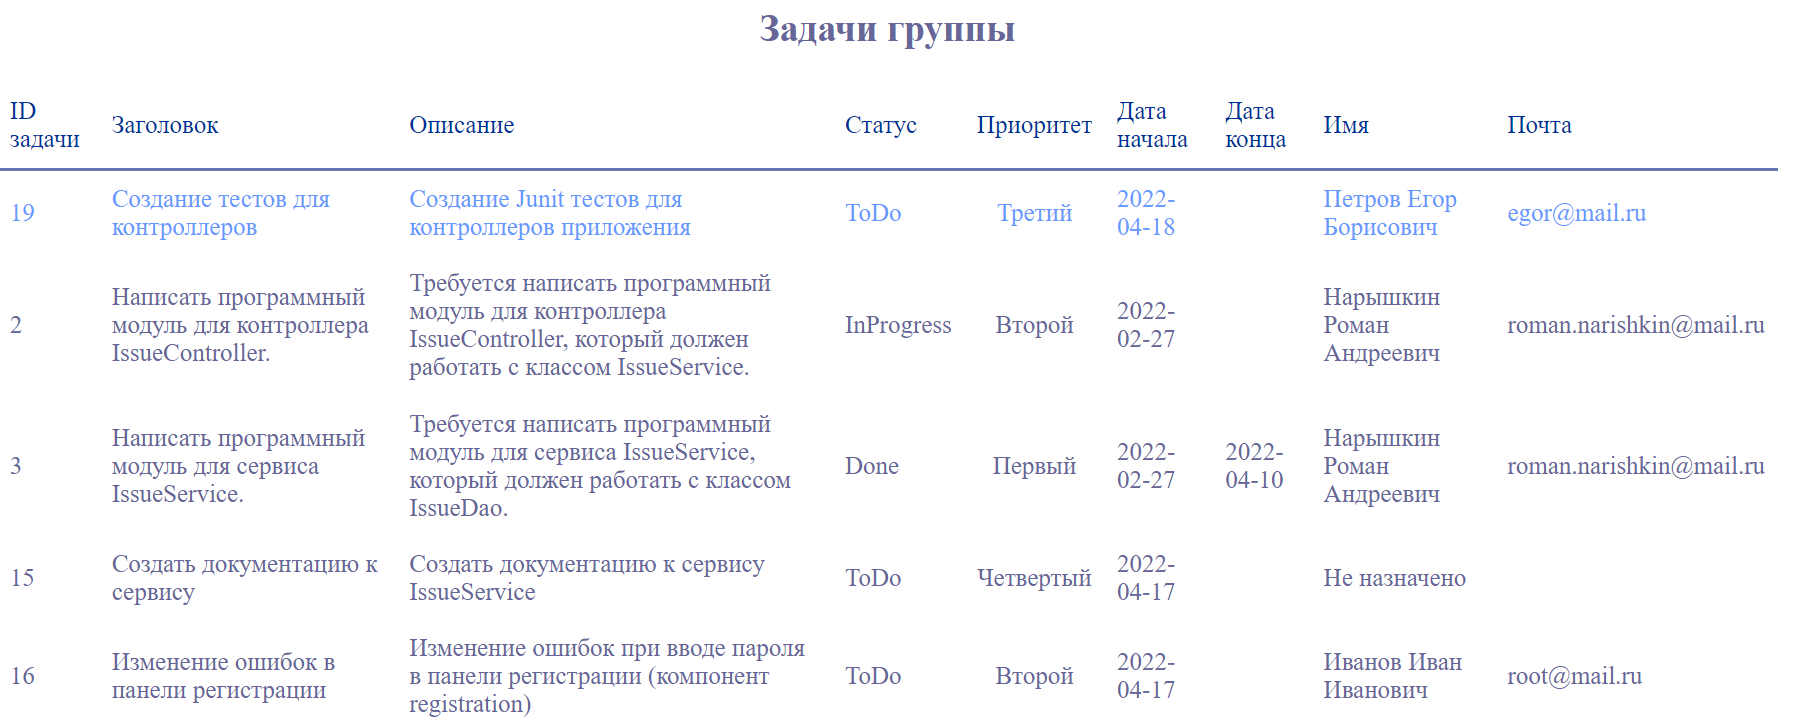 Задачи группы
ID
задачи
Заголовок
Описание
Статус
Приоритет
Дата
начала
Дата
конца
Имя
Почта
19
Создание тестов для
контроллеров
Создание Junit тестов для
контроллеров приложения
ToDo
Третий
2022-
04-18
Петров Егор
Борисович
egor@mail.ru
2
Написать программный
модуль для контроллера
IssueController.
Требуется написать программный
модуль для контроллера
IssueController, который должен
работать с классом IssueService.
InProgress
Второй
2022-
02-27
Нарышкин
Роман
Андреевич
roman.narishkin@mail.ru
3
Написать программный
модуль для сервиса
IssueService.
Требуется написать программный
модуль для сервиса IssueService,
который должен работать с классом
IssueDao.
Done
Первый
2022-
02-27
2022-
04-10
Нарышкин
Роман
Андреевич
roman.narishkin@mail.ru
15
Создать документацию к
сервису
Создать документацию к сервису
IssueService
ToDo
Четвертый
2022-
04-17
Не назначено
16
Изменение ошибок в
панели регистрации
Изменение ошибок при вводе пароля
в панели регистрации (компонент
registration)
ToDo
Второй
2022-
04-17
Иванов Иван
Иванович
root@mail.ru